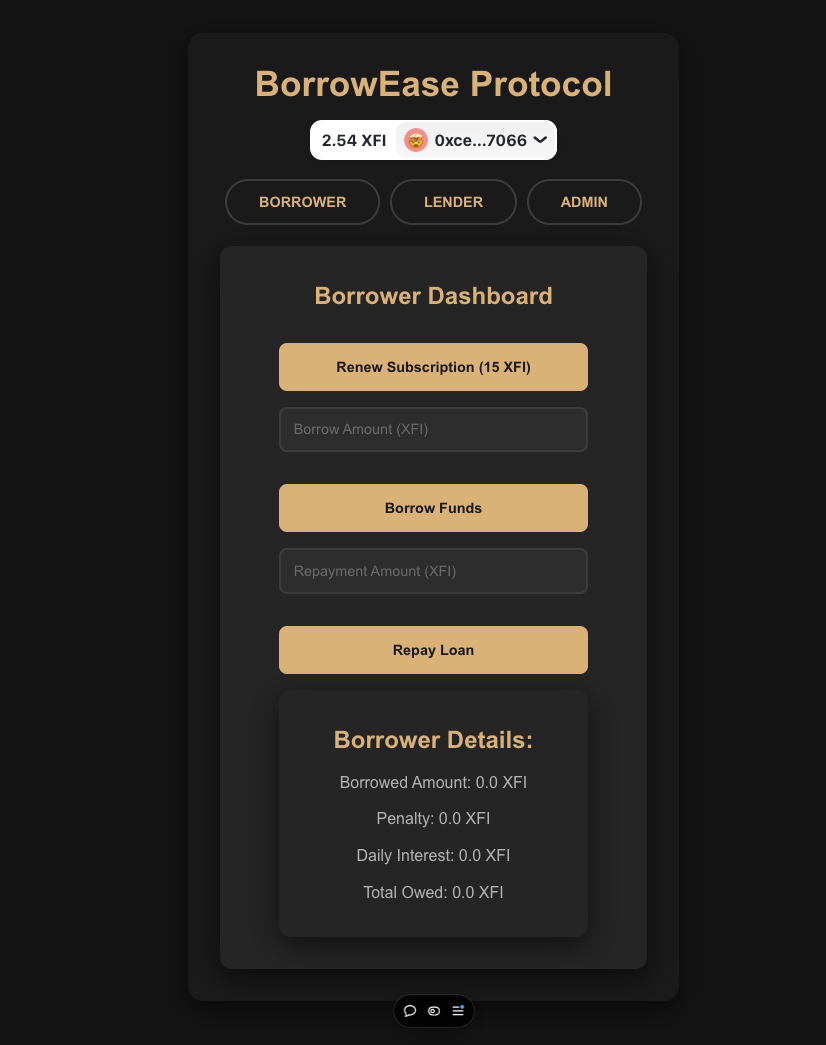 BorrowEase Protocol
2.54 XFI 0xce...7066
BORROWER LENDER ADMIN
Borrower Dashboard
Renew Subscription (15 XFI)
Borrow Amount (XFI)
Borrow Funds
Repayment Amount (XFI)
Repay Loan
Borrower Details:
Borrowed Amount: 0.0 XFI
Penalty: 0.0 XFI
Daily Interest: 0.0 XFI
Total Owed: 0.0 XFI